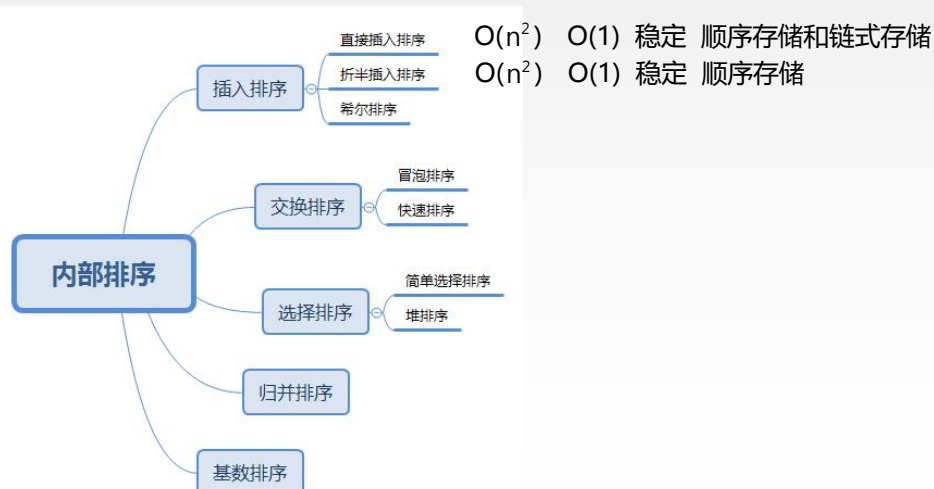 直接插入排序 O(n²) O(1) 稳定 顺序存储和链式存储
折半插入排序 O(n²) O(1) 稳定 顺序存储
插入排序
希尔排序
冒泡排序
交换排序
快速排序
内部排序
简单选择排序
选择排序
堆排序
归并排序
基数排序